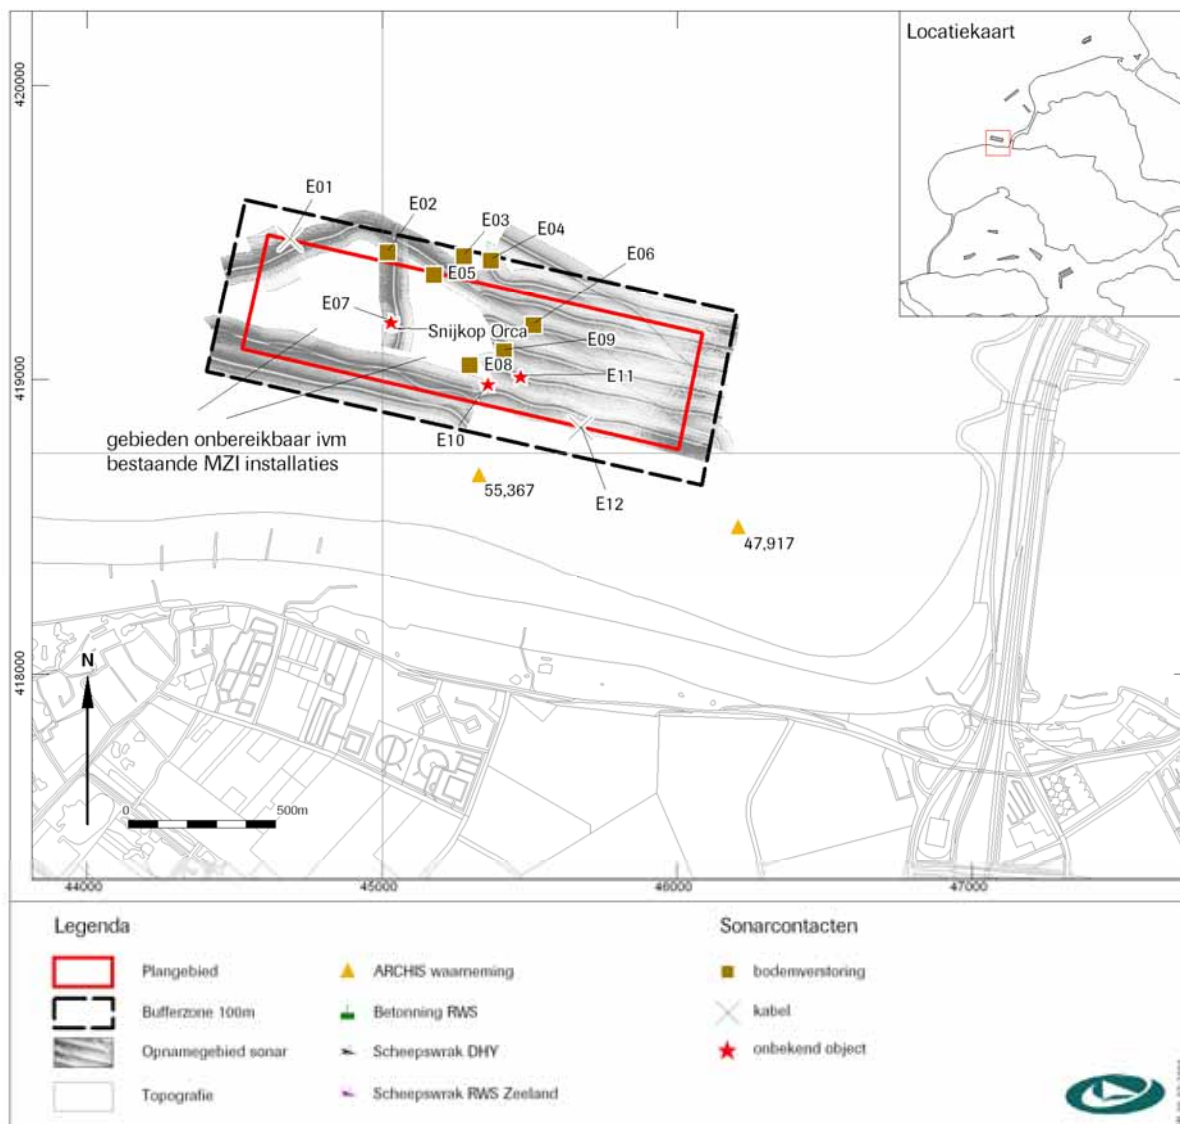 Locatiekaart
420000
E01
E02
E03
E04
E05
E06
E07
Snijkop Orca
E09
E08
E11
419000
E10
gebieden onbereikbaar ivm
bestaande MZI installaties
55,367
E12
47,917
418000
N
0
500m
44000
45000
46000
47000
Legenda
Sonarcontacten
Plangebied
ARCHIS waarneming
bodemverstoring
Bufferzone 100m
Betonning RWS
kabel
Opnamegebied sonar
Scheepswrak DHY
onbekend object
Topografie
Scheepswrak RWS Zeeland